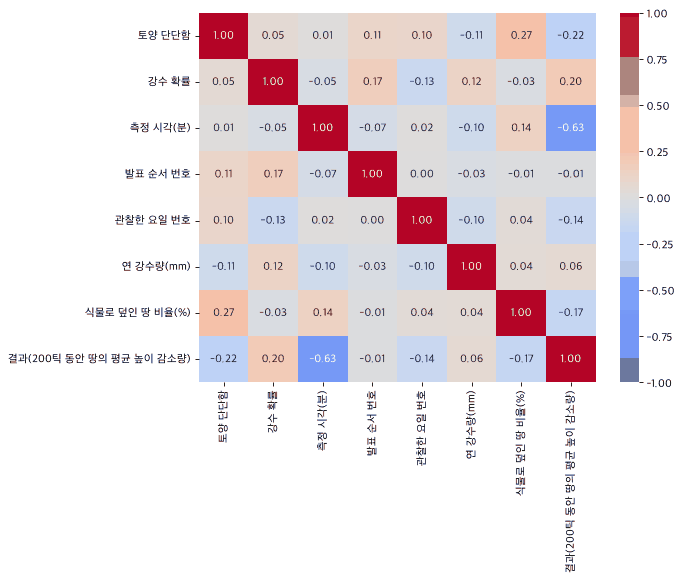 토양 단단함 1.00 0.05 0.01 0.11 0.10 −0.11 0.27 −0.22
강수 확률 0.05 1.00 −0.05 0.17 −0.13 0.12 −0.03 0.20
측정 시각(분) 0.01 −0.05 1.00 −0.07 0.02 −0.10 0.14 −0.63
발표 순서 번호 0.11 0.17 −0.07 1.00 0.00 −0.03 −0.01 −0.01
관찰한 요일 번호 0.10 −0.13 0.02 0.00 1.00 −0.10 0.04 −0.14
연 강수량(mm) −0.11 0.12 −0.10 −0.03 −0.10 1.00 0.04 0.06
식물로 덮인 땅 비율(%) 0.27 −0.03 0.14 −0.01 0.04 0.04 1.00 −0.17
결과(200틱 동안 땅의 평균 높이 감소량) −0.22 0.20 −0.63 −0.01 −0.14 0.06 −0.17 1.00
토양 단단함
강수 확률
측정 시각(분)
발표 순서 번호
관찰한 요일 번호
연 강수량(mm)
식물로 덮인 땅 비율(%)
결과(200틱 동안 땅의 평균 높이 감소량)
1.00
0.75
0.50
0.25
0.00
−0.25
−0.50
−0.75
−1.00